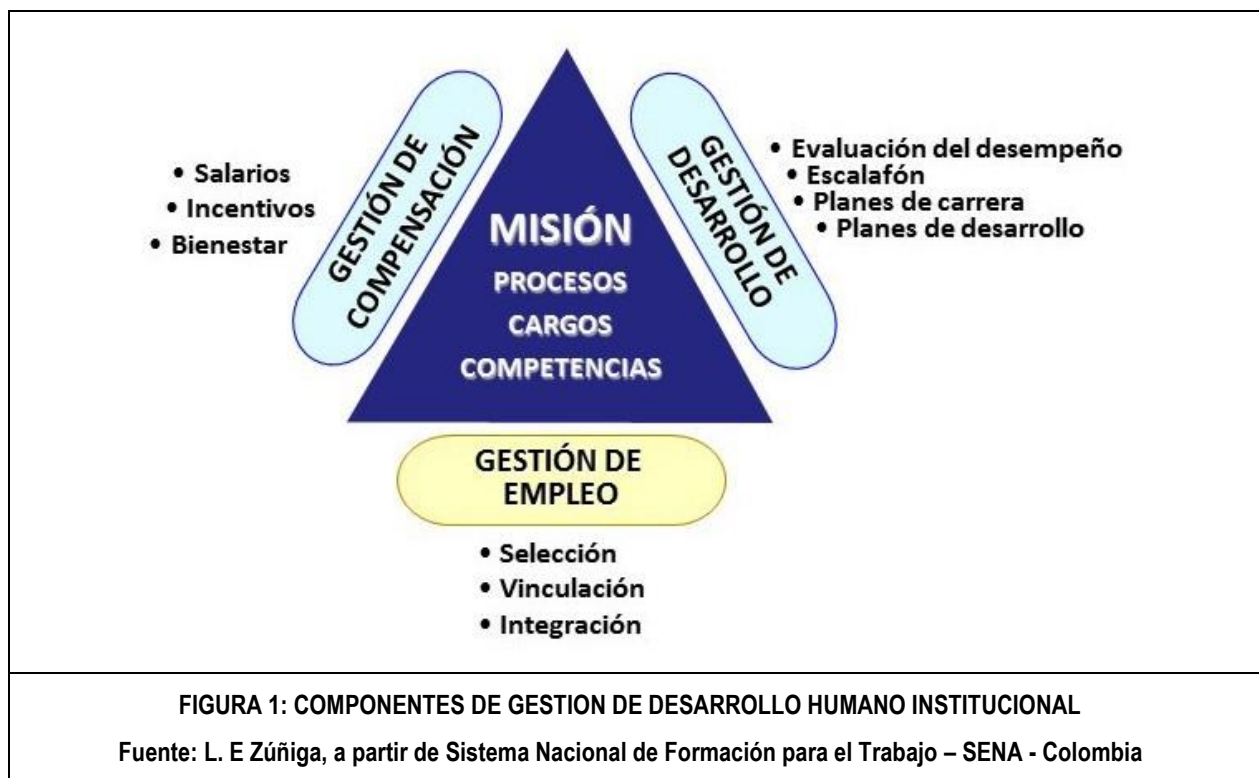 GESTIÓN DE
COMPENSACIÓN
• Salarios
• Incentivos
• Bienestar
MISIÓN
PROCESOS
CARGOS
COMPETENCIAS
GESTIÓN DE
DESARROLLO
• Evaluación del desempeño
• Escalafón
• Planes de carrera
• Planes de desarrollo
GESTIÓN DE
EMPLEO
• Selección
• Vinculación
• Integración
FIGURA 1: COMPONENTES DE GESTION DE DESARROLLO HUMANO INSTITUCIONAL
Fuente: L. E Zúñiga, a partir de Sistema Nacional de Formación para el Trabajo – SENA - Colombia